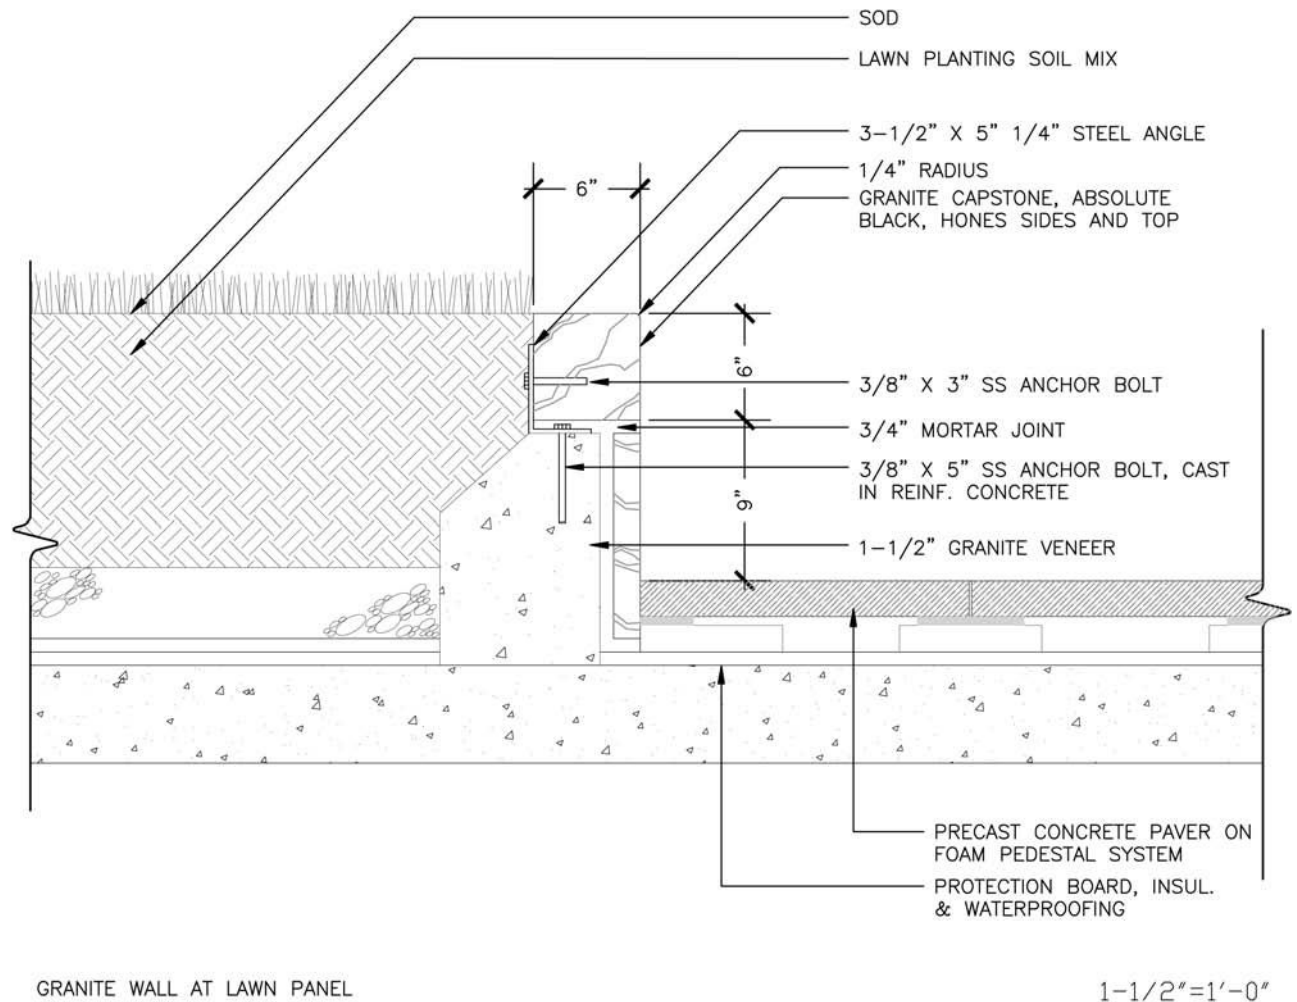 SOD
LAWN PLANTING SOIL MIX
3-1/2" X 5" 1/4" STEEL ANGLE
1/4" RADIUS
6"
GRANITE CAPSTONE, ABSOLUTE
BLACK, HONES SIDES AND TOP
6"
3/8" X 3" SS ANCHOR BOLT
3/4" MORTAR JOINT
3/8" X 5" SS ANCHOR BOLT, CAST
IN REINF. CONCRETE
9"
1-1/2" GRANITE VENEER
PRECAST CONCRETE PAVER ON
FOAM PEDESTAL SYSTEM
PROTECTION BOARD, INSUL.
& WATERPROOFING
GRANITE WALL AT LAWN PANEL
1-1/2"=1'-0"